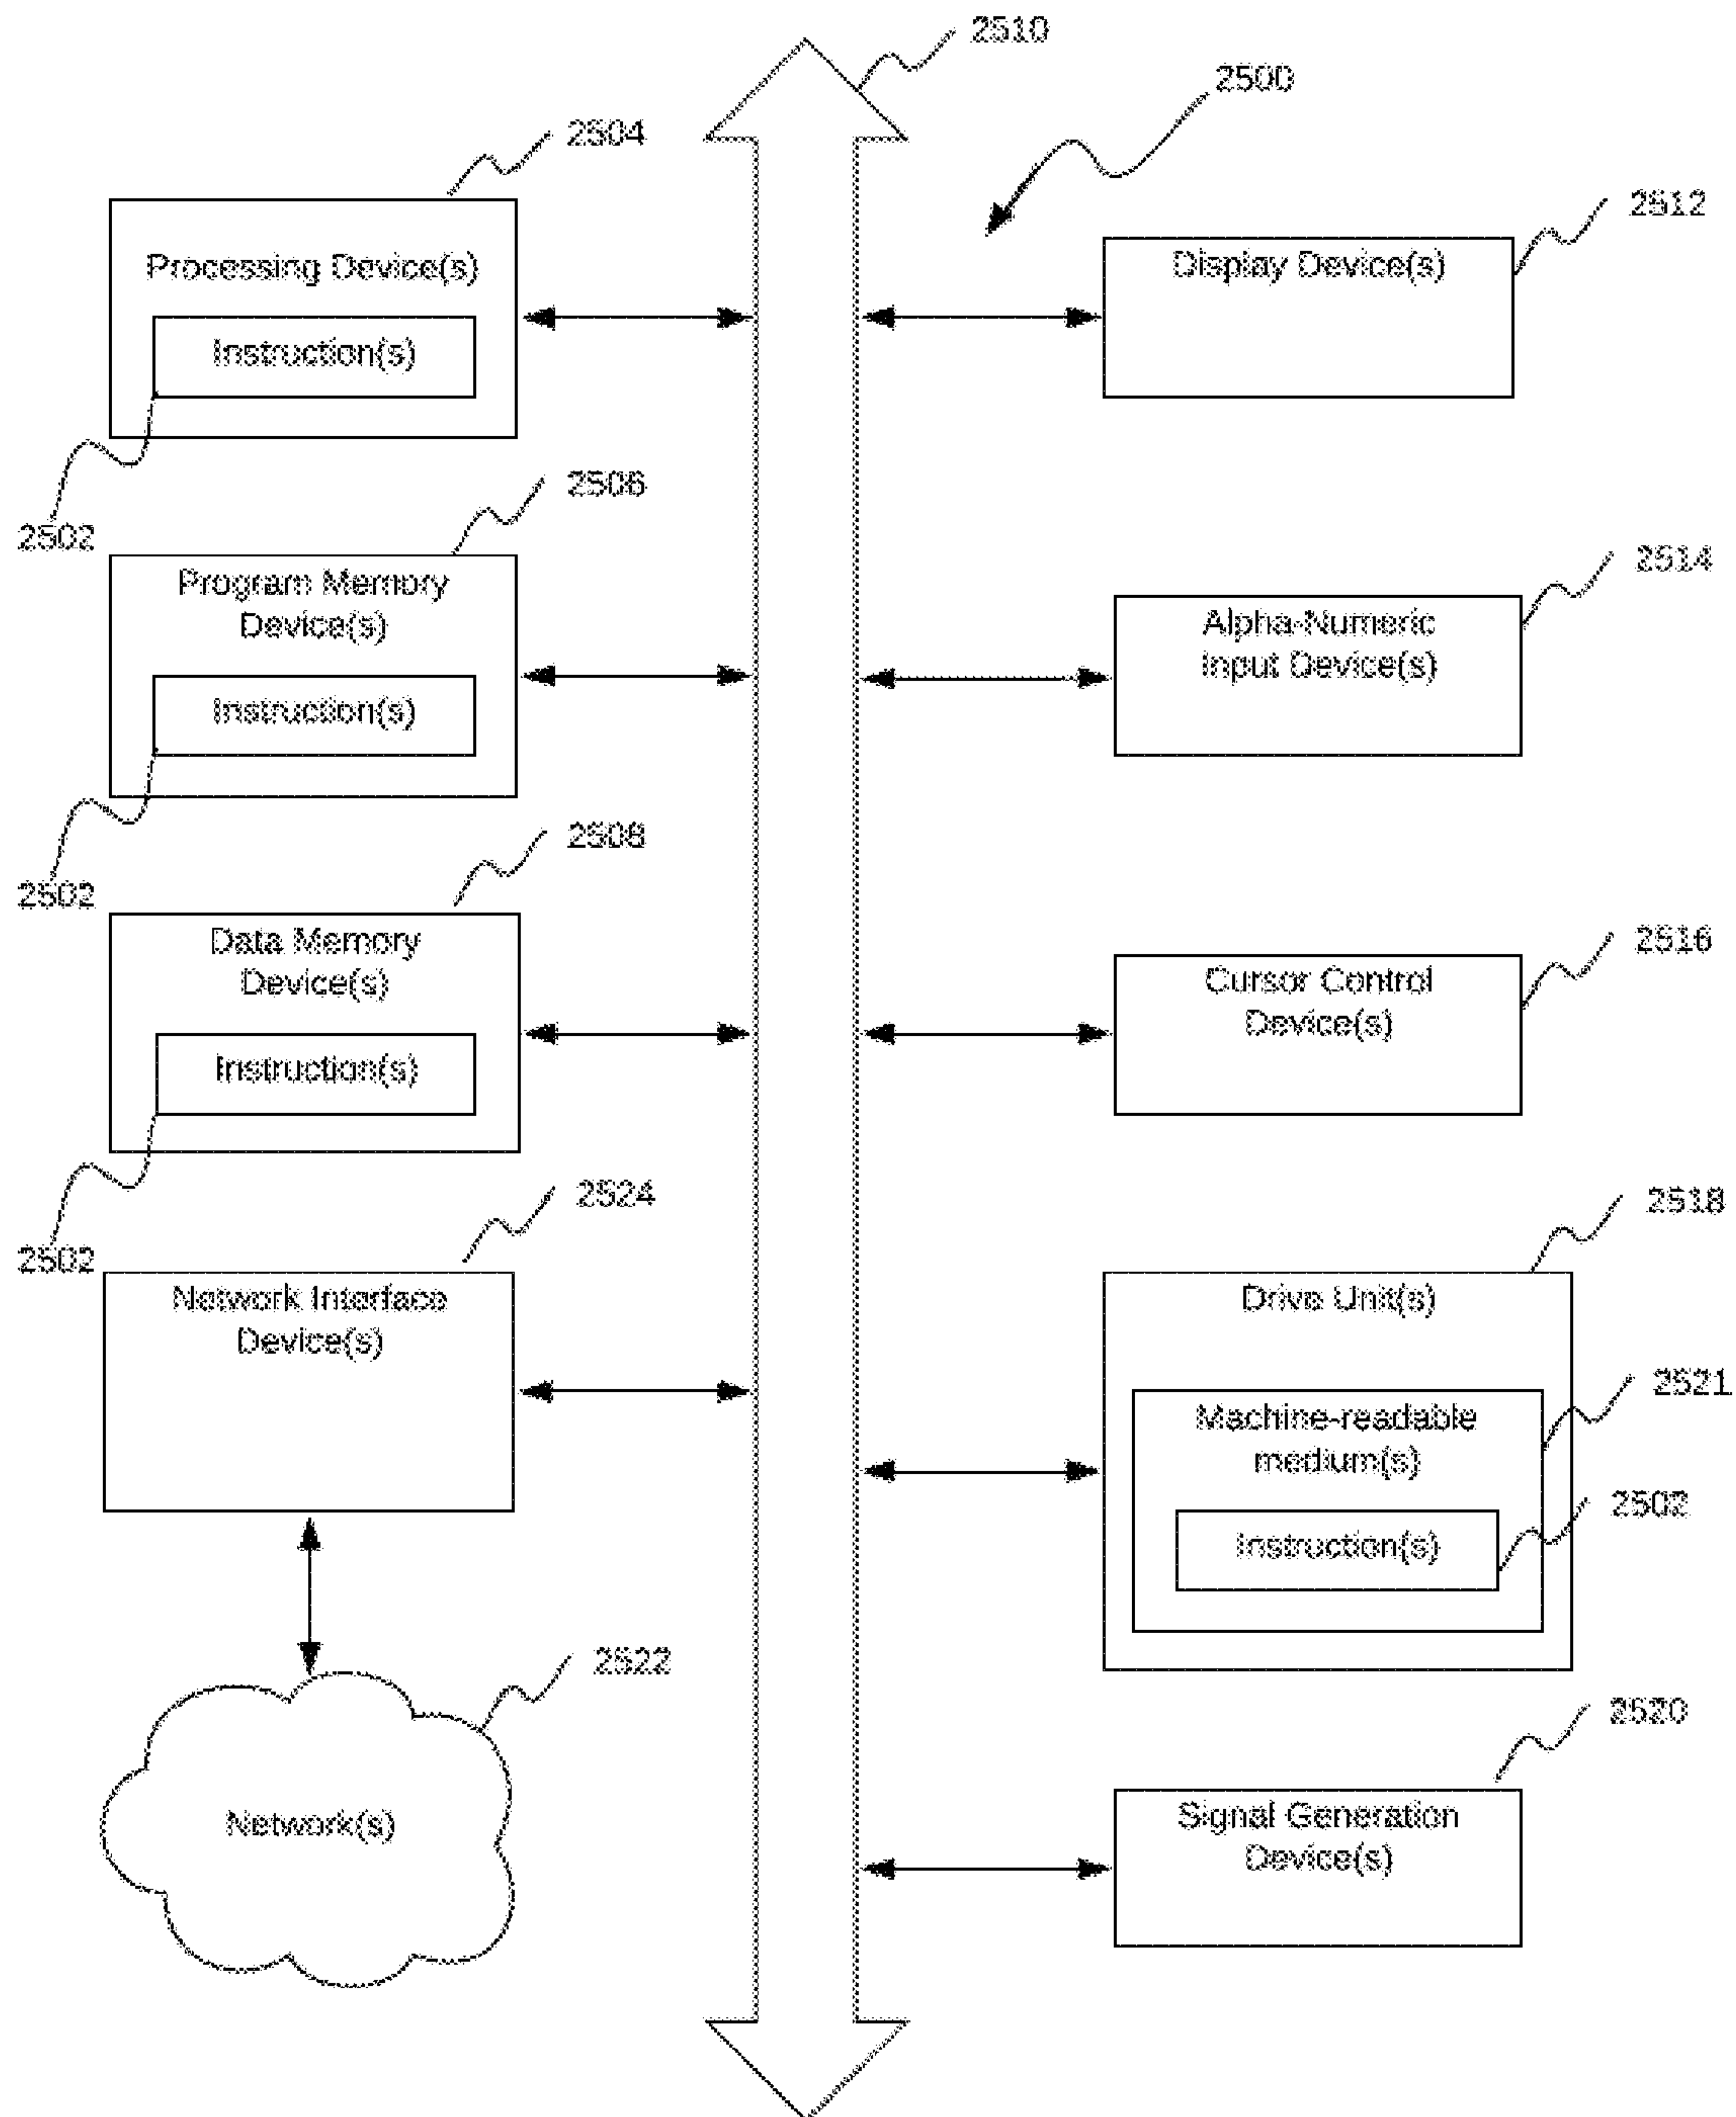 2510
2500
2504
2512
Processing Device(s)
Display Device(s)
Instruction(s)
2506
2502
2514
Program Memory
Device(s)
Alpha-Numeric
Input Device(s)
Instruction(s)
2508
2502
2516
Data Memory
Device(s)
Cursor Control
Device(s)
Instruction(s)
2524
2518
2502
Network Interface
Device(s)
Drive Unit(s)
2521
Machine-readable
medium(s)
2502
Instruction(s)
2522
2520
Network(s)
Signal Generation
Device(s)